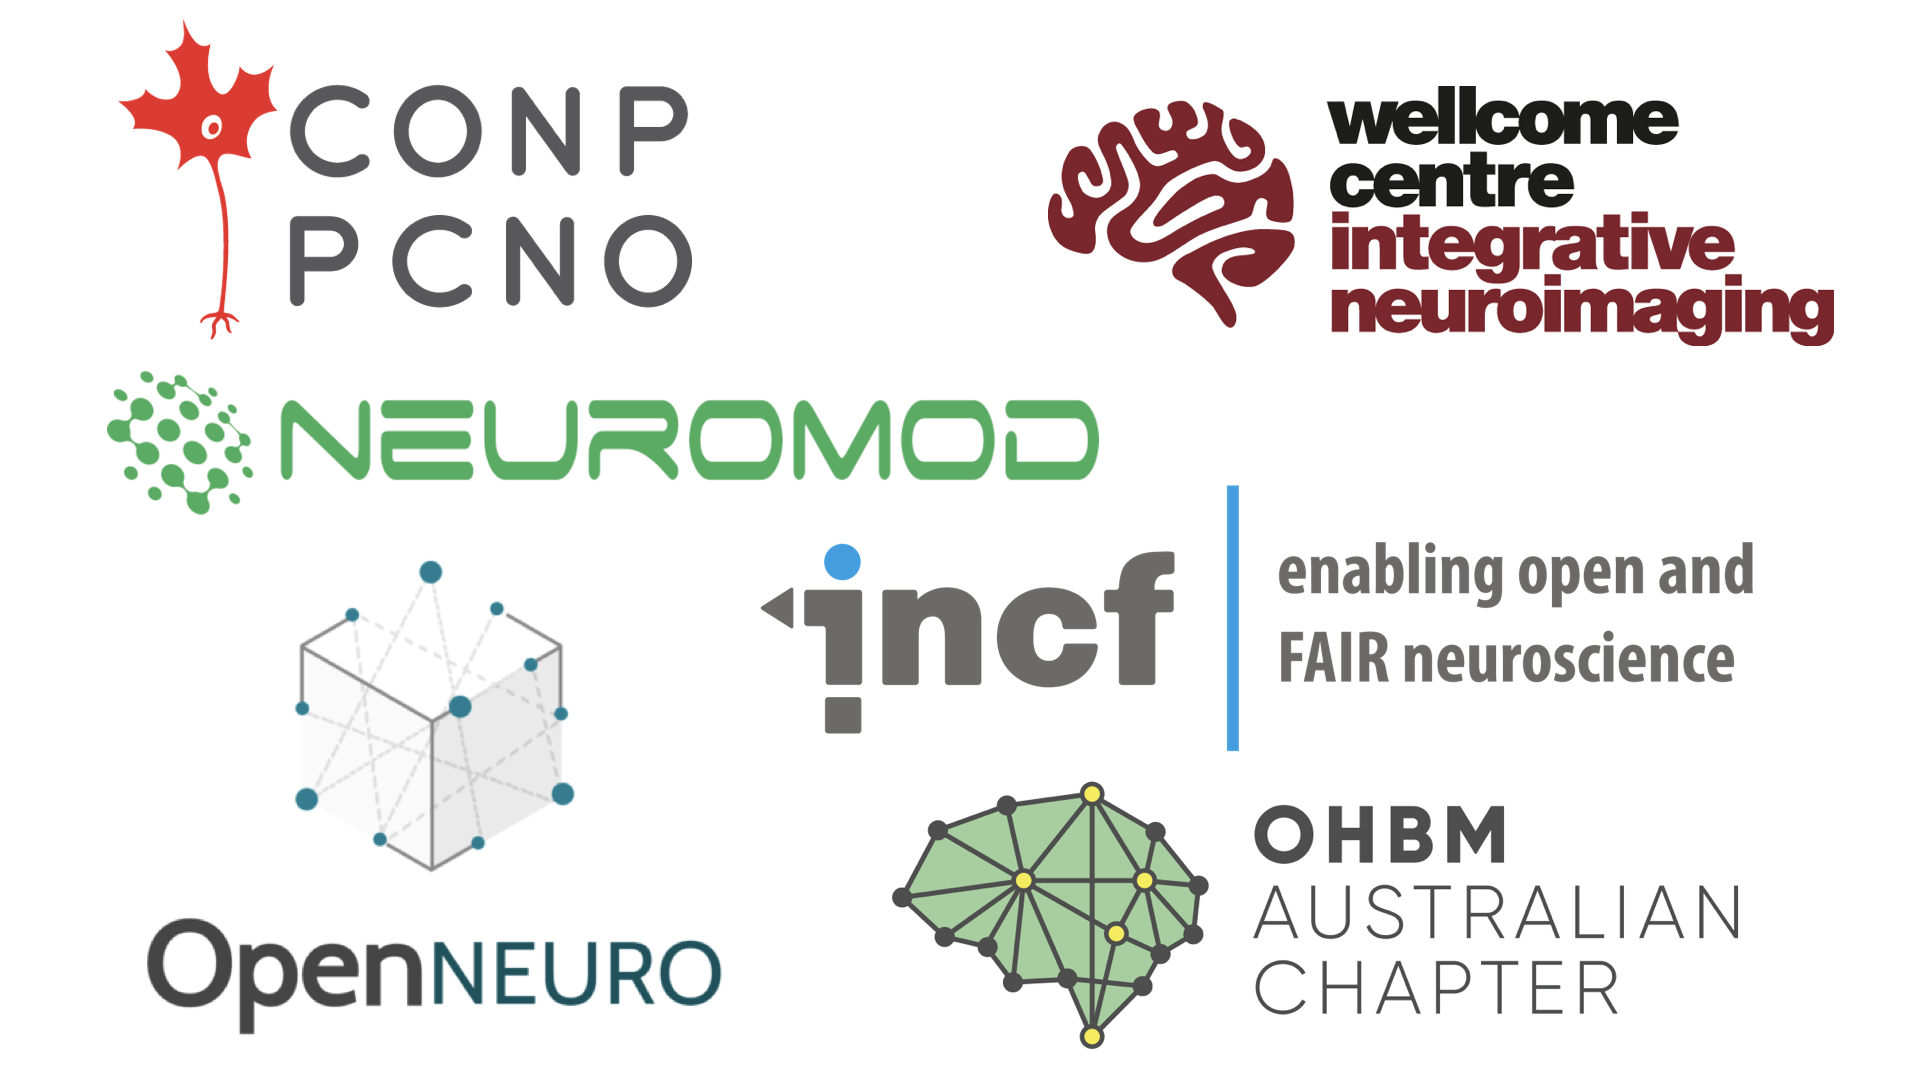 CONP
PCNO
wellcome
centre
integrative
neuroimaging
NEUROMOD
incf
enabling open and
FAIR neuroscience
OpenNEURO
OHBM
AUSTRALIAN
CHAPTER